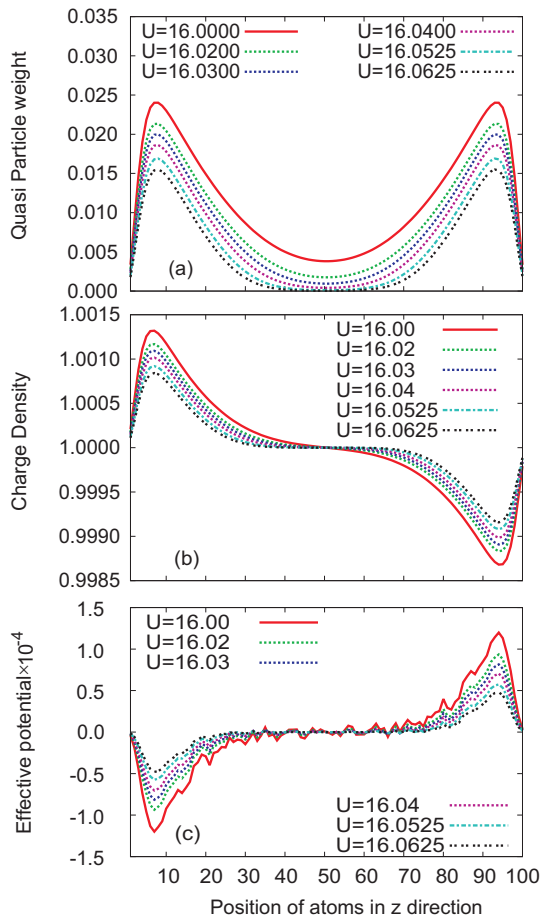 0.035
0.030
0.025
0.020
0.015
0.010
0.005
0.000
Quasi Particle weight
U=16.0000
U=16.0200
U=16.0300
U=16.0400
U=16.0525
U=16.0625
(a)
1.0015
1.0010
1.0005
1.0000
0.9995
0.9990
0.9985
Charge Density
U=16.00
U=16.02
U=16.03
U=16.04
U=16.0525
U=16.0625
(b)
1.5
1.0
0.5
0.0
-0.5
-1.0
-1.5
Effective potential×10-4
U=16.00
U=16.02
U=16.03
U=16.04
U=16.0525
U=16.0625
(c)
10 20 30 40 50 60 70 80 90 100
Position of atoms in z direction